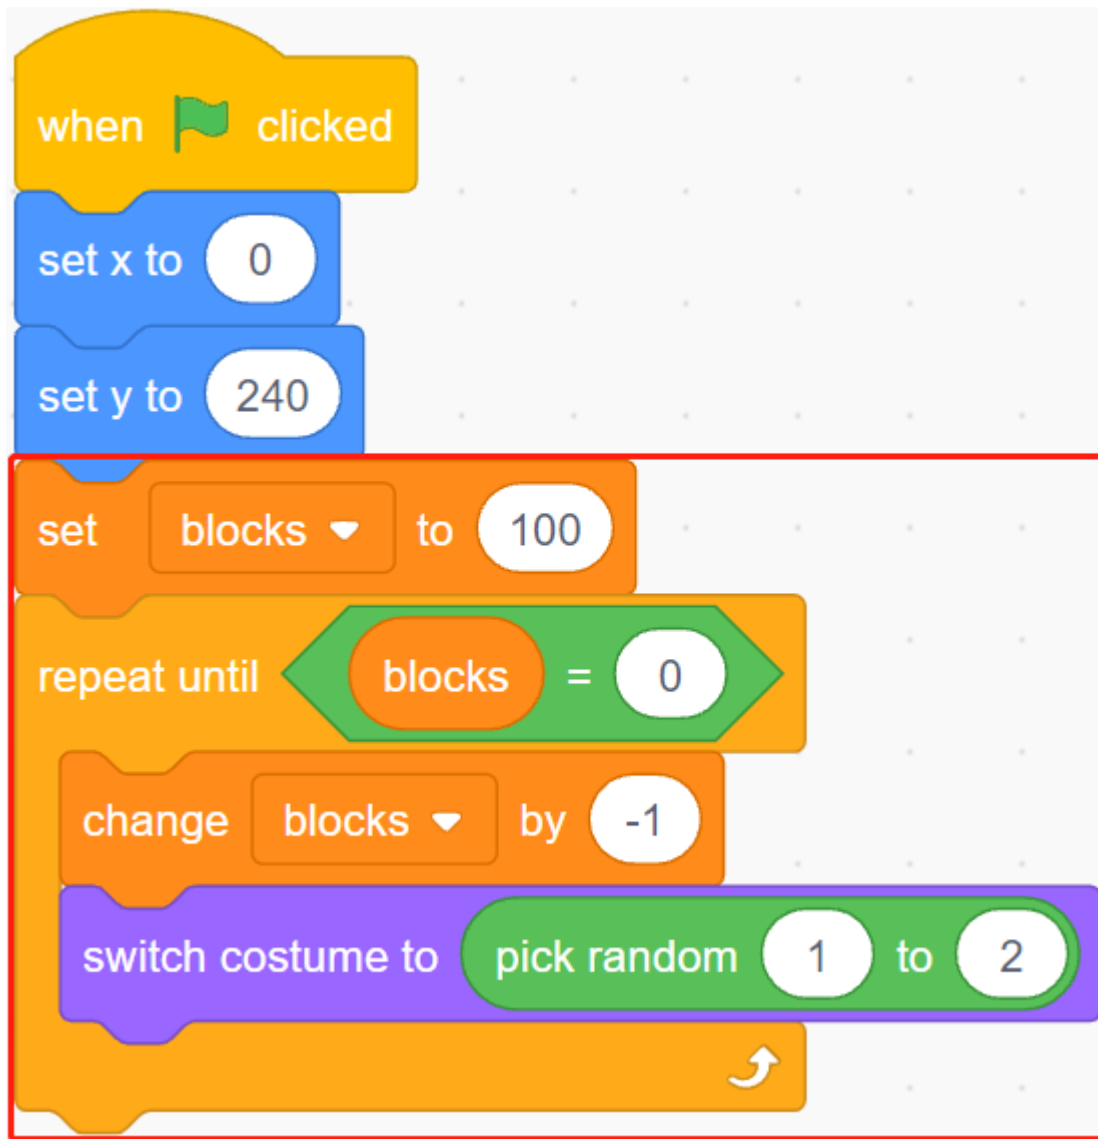 when clicked
set x to 0
set y to 240
set blocks to 100
repeat until blocks = 0
change blocks by -1
switch costume to pick random 1 to 2